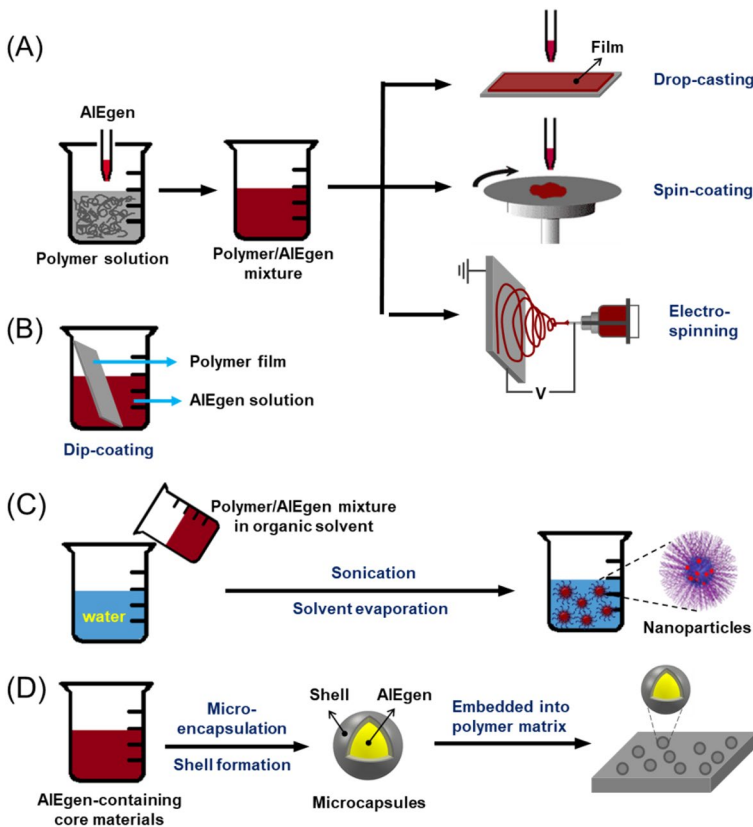 (A)
AIEgen
Polymer solution
Polymer/AIEgen
mixture
Film
Drop-casting
Spin-coating
Electro-
spinning
V
(B)
Polymer film
AIEgen solution
Dip-coating
(C)
Polymer/AIEgen mixture
in organic solvent
water
Sonication
Solvent evaporation
Nanoparticles
(D)
AIEgen-containing
core materials
Micro-
encapsulation
Shell formation
Shell
AIEgen
Microcapsules
Embedded into
polymer matrix